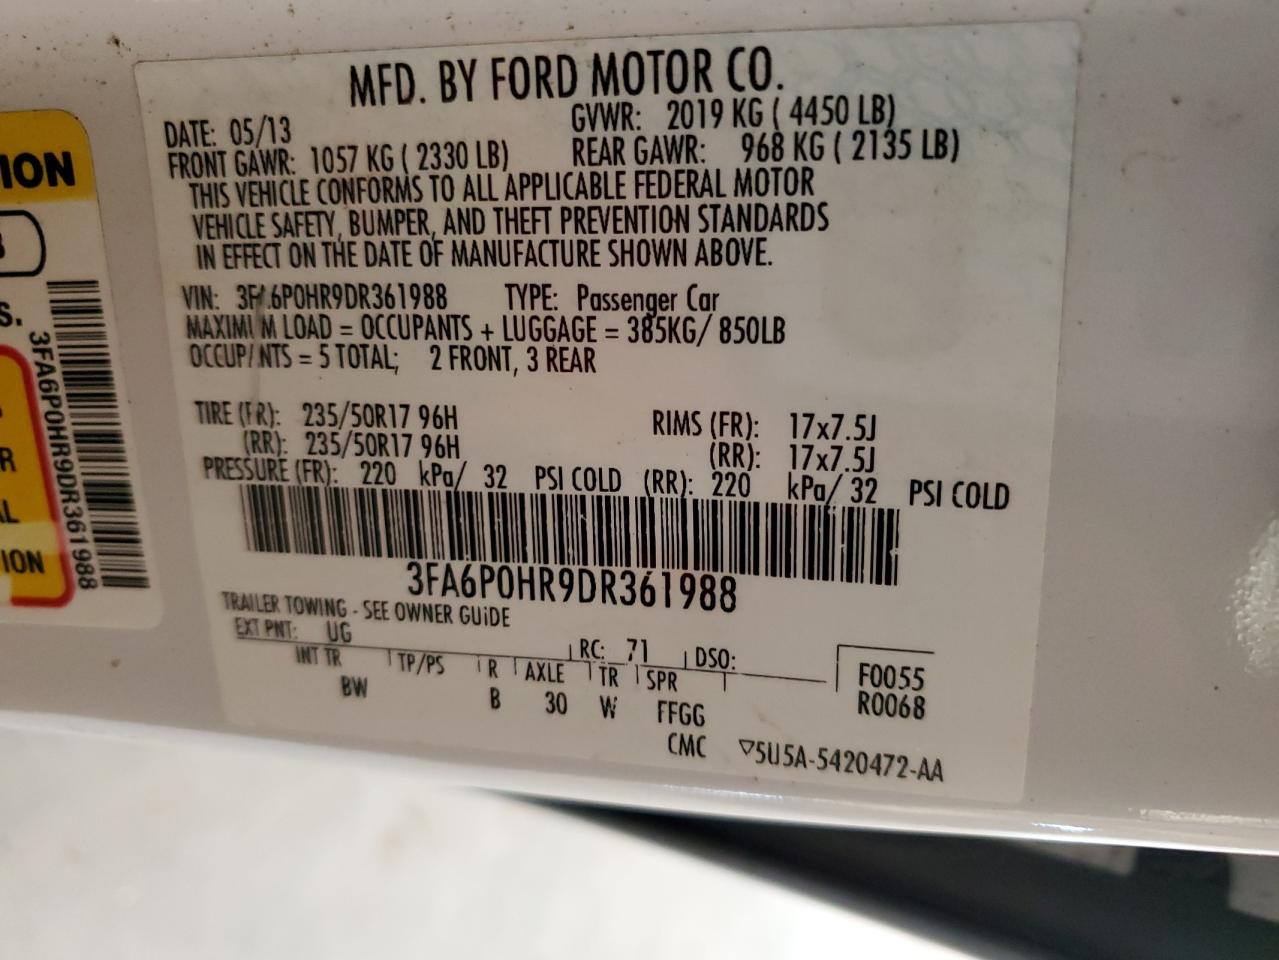 MFD. BY FORD MOTOR CO.
DATE: 05/13 GVWR: 2019 KG ( 4450 LB)
FRONT GAWR: 1057 KG ( 2330 LB) REAR GAWR: 968 KG ( 2135 LB)
THIS VEHICLE CONFORMS TO ALL APPLICABLE FEDERAL MOTOR
VEHICLE SAFETY, BUMPER, AND THEFT PREVENTION STANDARDS
IN EFFECT ON THE DATE OF MANUFACTURE SHOWN ABOVE.
VIN: 3FA6P0HR9DR361988 TYPE: Passenger Car
MAXIMUM LOAD = OCCUPANTS + LUGGAGE = 385KG/ 850LB
OCCUPANTS = 5 TOTAL; 2 FRONT, 3 REAR
TIRE (FR): 235/50R17 96H RIMS (FR): 17x7.5J
(RR): 235/50R17 96H (RR): 17x7.5J
PRESSURE (FR): 220 kPa/ 32 PSI COLD (RR): 220 kPa/ 32 PSI COLD
3FA6P0HR9DR361988
TRAILER TOWING - SEE OWNER GUiDE
EXT PNT: UG RC: 71 DSO:
INT TR TP/PS R AXLE TR SPR F0055
BW B 30 W FFGG R0068
CMC ▽5U5A-5420472-AA
ION
S.
3FA6P0HR9DR361988
R
L
ION